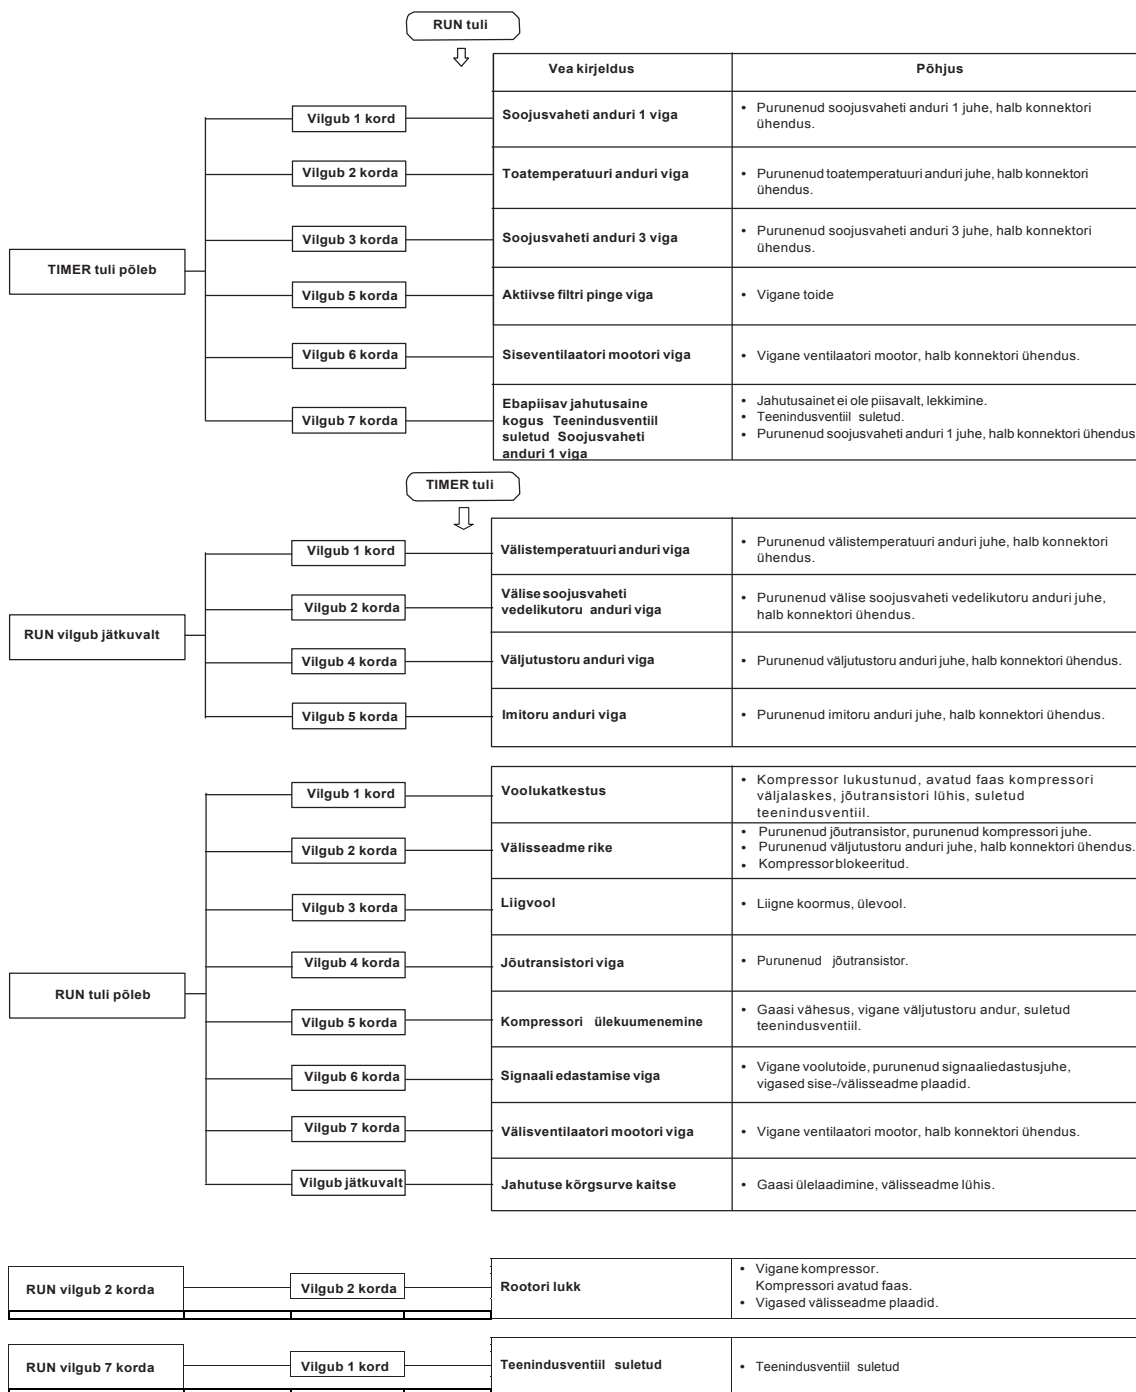 RUN tuli
Vea kirjeldus
Põhjus
TIMER tuli põleb
Vilgub 1 kord
Soojusvaheti anduri 1 viga
• Purunenud soojusvaheti anduri 1 juhe, halb konnektori
ühendus.
Vilgub 2 korda
Toatemperatuuri anduri viga
• Purunenud toatemperatuuri anduri juhe, halb konnektori
ühendus.
Vilgub 3 korda
Soojusvaheti anduri 3 viga
• Purunenud soojusvaheti anduri 3 juhe, halb konnektori
ühendus.
Vilgub 5 korda
Aktiivse filtri pinge viga
• Vigane toide
Vilgub 6 korda
Siseventilaatori mootori viga
• Vigane ventilaatori mootor, halb konnektori ühendus.
Vilgub 7 korda
Ebapiisav jahutusaine
kogus Teenindusventiil
suletud Soojusvaheti
anduri 1 viga
• Jahutusainet ei ole piisavalt, lekkimine.
• Teenindusventiil suletud.
• Purunenud soojusvaheti anduri 1 juhe, halb konnektori ühendus
TIMER tuli
RUN vilgub jätkuvalt
Vilgub 1 kord
Välistemperatuuri anduri viga
• Purunenud välistemperatuuri anduri juhe, halb konnektori
ühendus.
Vilgub 2 korda
Välise soojusvaheti
vedelikutoru anduri viga
• Purunenud välise soojusvaheti vedelikutoru anduri juhe,
halb konnektori ühendus.
Vilgub 4 korda
Väljutustoru anduri viga
• Purunenud väljutustoru anduri juhe, halb konnektori ühendus.
Vilgub 5 korda
Imitoru anduri viga
• Purunenud imitoru anduri juhe, halb konnektori ühendus.
RUN tuli põleb
Vilgub 1 kord
Voolukatkestus
• Kompressor lukustunud, avatud faas kompressori
väljalaskes, jõutransistori lühis, suletud
teenindusventiil.
Vilgub 2 korda
Välisseadme rike
• Purunenud jõutransistor, purunenud kompressori juhe.
• Purunenud väljutustoru anduri juhe, halb konnektori ühendus.
• Kompressor blokeeritud.
Vilgub 3 korda
Liigvool
• Liigne koormus, ülevool.
Vilgub 4 korda
Jõutransistori viga
• Purunenud jõutransistor.
Vilgub 5 korda
Kompressori ülekuumenemine
• Gaasi vähesus, vigane väljutustoru andur, suletud
teenindusventiil.
Vilgub 6 korda
Signaali edastamise viga
• Vigane voolutoide, purunenud signaaliedastusjuhe,
vigased sise-/välisseadme plaadid.
Vilgub 7 korda
Välisventilaatori mootori viga
• Vigane ventilaatori mootor, halb konnektori ühendus.
Vilgub jätkuvalt
Jahutuse kõrgsurve kaitse
• Gaasi ülelaadimine, välisseadme lühis.
RUN vilgub 2 korda
Vilgub 2 korda
Rootori lukk
• Vigane kompressor.
Kompressori avatud faas.
• Vigased välisseadme plaadid.
RUN vilgub 7 korda
Vilgub 1 kord
Teenindusventiil suletud
• Teenindusventiil suletud